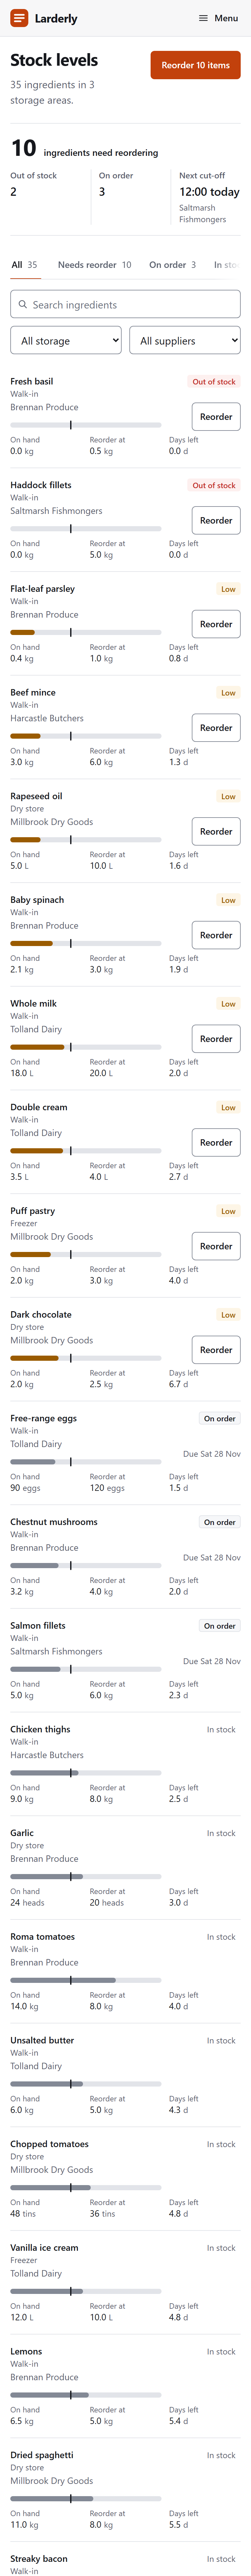 Larderly
Menu
Stock levels
Reorder 10 items
35 ingredients in 3
storage areas.
10 ingredients need reordering
Out of stock
2
On order
3
Next cut-off
12:00 today
Saltmarsh
Fishmongers
All 35
Needs reorder 10
On order 3
In sto
Search ingredients
All storage
All suppliers
Fresh basil
Out of stock
Walk-in
Brennan Produce
Reorder
On hand Reorder at Days left
0.0 kg 0.5 kg 0.0 d
Haddock fillets
Out of stock
Walk-in
Saltmarsh Fishmongers
Reorder
On hand Reorder at Days left
0.0 kg 5.0 kg 0.0 d
Flat-leaf parsley
Low
Walk-in
Brennan Produce
Reorder
On hand Reorder at Days left
0.4 kg 1.0 kg 0.8 d
Beef mince
Low
Walk-in
Harcastle Butchers
Reorder
On hand Reorder at Days left
3.0 kg 6.0 kg 1.3 d
Rapeseed oil
Low
Dry store
Millbrook Dry Goods
Reorder
On hand Reorder at Days left
5.0 L 10.0 L 1.6 d
Baby spinach
Low
Walk-in
Brennan Produce
Reorder
On hand Reorder at Days left
2.1 kg 3.0 kg 1.9 d
Whole milk
Low
Walk-in
Tolland Dairy
Reorder
On hand Reorder at Days left
18.0 L 20.0 L 2.0 d
Double cream
Low
Walk-in
Tolland Dairy
Reorder
On hand Reorder at Days left
3.5 L 4.0 L 2.7 d
Puff pastry
Low
Freezer
Millbrook Dry Goods
Reorder
On hand Reorder at Days left
2.0 kg 3.0 kg 4.0 d
Dark chocolate
Low
Dry store
Millbrook Dry Goods
Reorder
On hand Reorder at Days left
2.0 kg 2.5 kg 6.7 d
Free-range eggs
On order
Walk-in
Tolland Dairy
Due Sat 28 Nov
On hand Reorder at Days left
90 eggs 120 eggs 1.5 d
Chestnut mushrooms
On order
Walk-in
Brennan Produce
Due Sat 28 Nov
On hand Reorder at Days left
3.2 kg 4.0 kg 2.0 d
Salmon fillets
On order
Walk-in
Saltmarsh Fishmongers
Due Sat 28 Nov
On hand Reorder at Days left
5.0 kg 6.0 kg 2.3 d
Chicken thighs
In stock
Walk-in
Harcastle Butchers
On hand Reorder at Days left
9.0 kg 8.0 kg 2.5 d
Garlic
In stock
Dry store
Brennan Produce
On hand Reorder at Days left
24 heads 20 heads 3.0 d
Roma tomatoes
In stock
Walk-in
Brennan Produce
On hand Reorder at Days left
14.0 kg 8.0 kg 4.0 d
Unsalted butter
In stock
Walk-in
Tolland Dairy
On hand Reorder at Days left
6.0 kg 5.0 kg 4.3 d
Chopped tomatoes
In stock
Dry store
Millbrook Dry Goods
On hand Reorder at Days left
48 tins 36 tins 4.8 d
Vanilla ice cream
In stock
Freezer
Tolland Dairy
On hand Reorder at Days left
12.0 L 10.0 L 4.8 d
Lemons
In stock
Walk-in
Brennan Produce
On hand Reorder at Days left
6.5 kg 5.0 kg 5.4 d
Dried spaghetti
In stock
Dry store
Millbrook Dry Goods
On hand Reorder at Days left
11.0 kg 8.0 kg 5.5 d
Streaky bacon
In stock
Walk-in